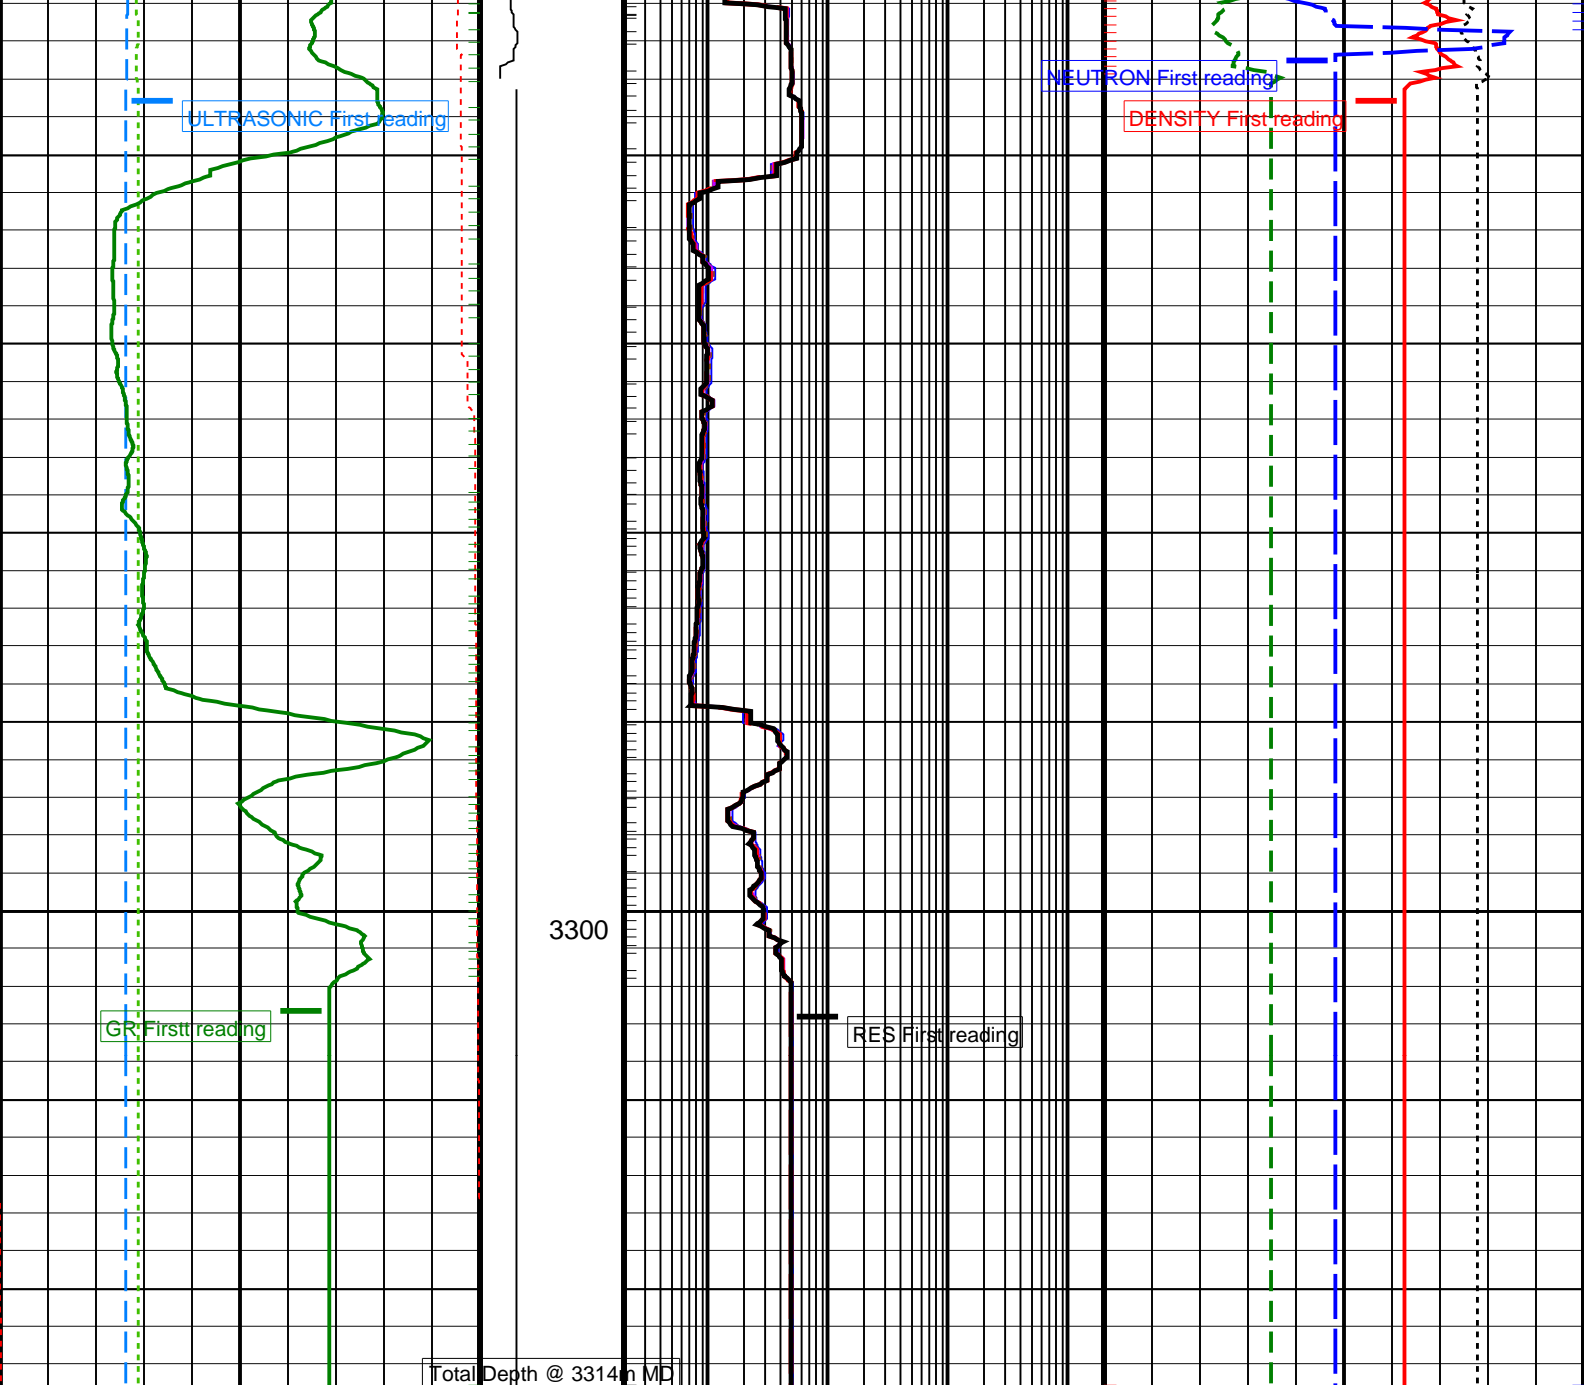 NEUTRON First reading
ULTRASONIC First reading
DENSITY First reading
3300
GR Firstt reading
RES First reading
Total Depth @ 3314m MD